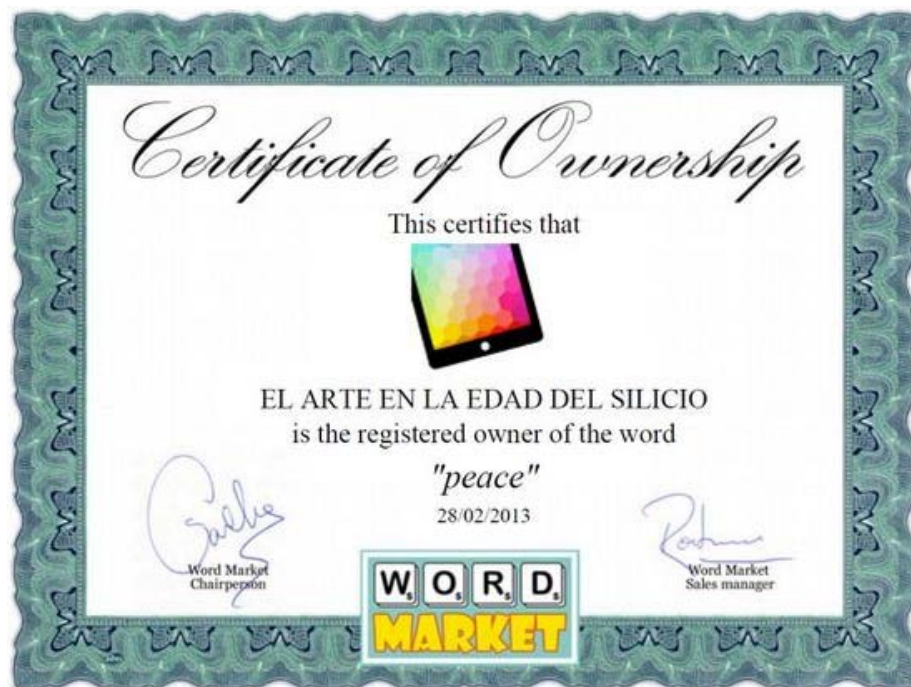 Certificate of Ownership
This certifies that
EL ARTE EN LA EDAD DEL SILICIO
is the registered owner of the word
"peace"
28/02/2013
Word Market
Chairperson
Word Market
Sales manager
WORD
MARKET